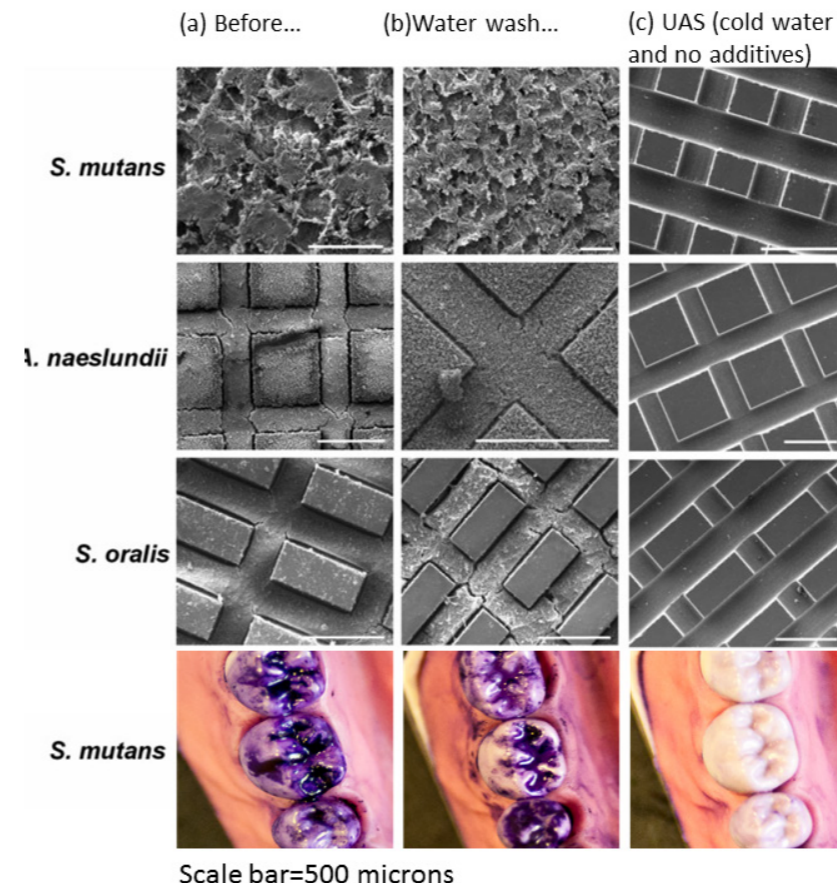 (a) Before...
(b)Water wash...
(c) UAS (cold water
and no additives)
S. mutans
A. naeslundii
S. oralis
S. mutans
Scale bar=500 microns